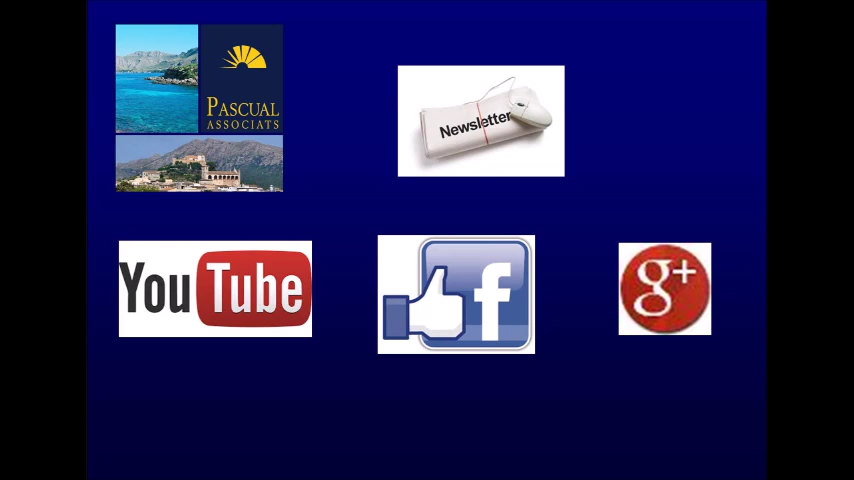 PASCUAL
ASSOCIATS
Newsletter
YouTube
f
g+